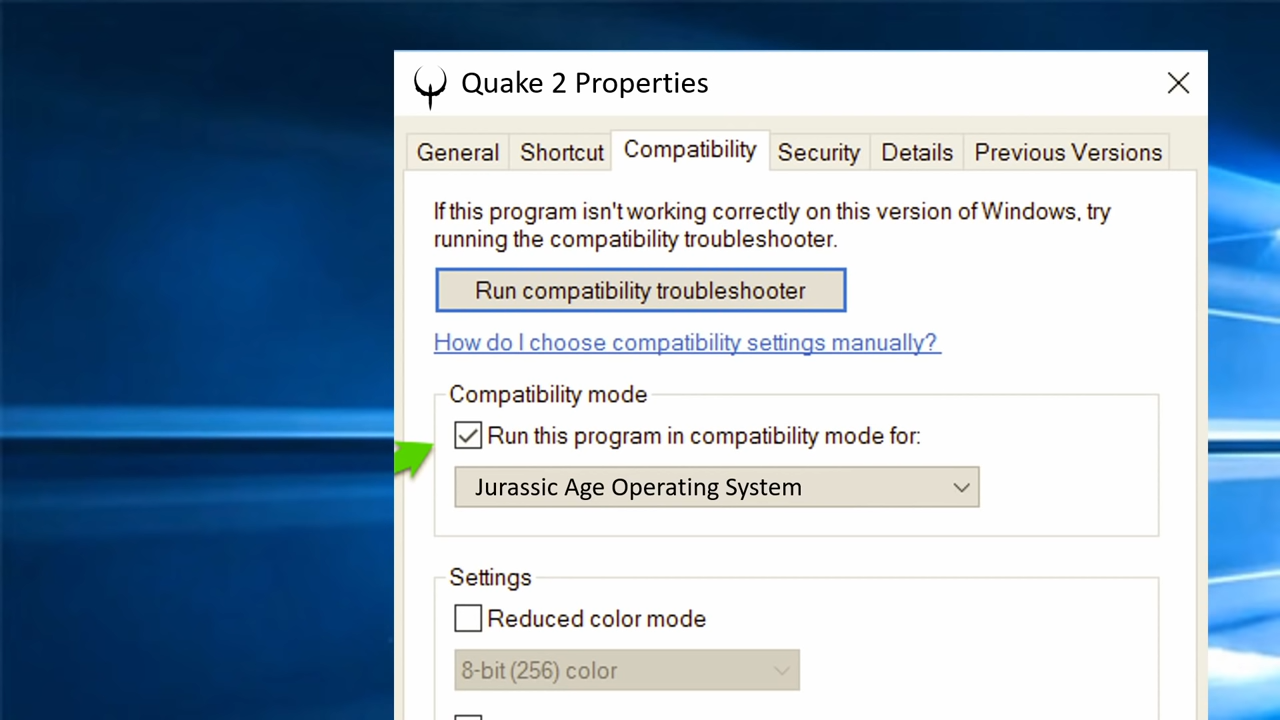 Quake 2 Properties
General Shortcut Compatibility Security Details Previous Versions
If this program isn't working correctly on this version of Windows, try
running the compatibility troubleshooter.
Run compatibility troubleshooter
How do I choose compatibility settings manually?
Compatibility mode
Run this program in compatibility mode for:
Jurassic Age Operating System
Settings
Reduced color mode
8-bit (256) color